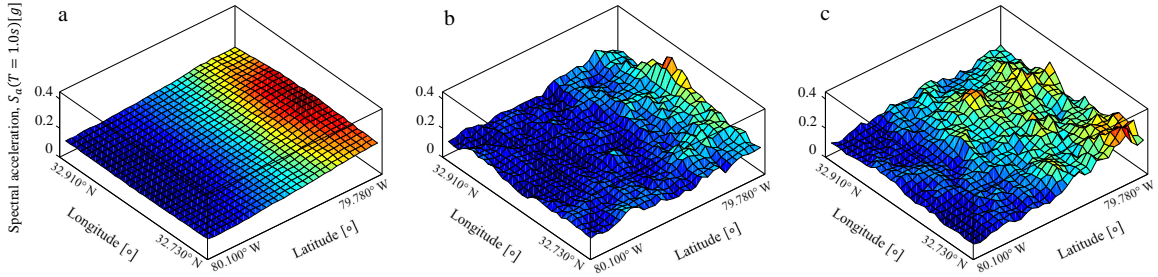 Spectral acceleration, Sₐ(T = 1.0s)[g]
a
0.4
0.2
0
32.910° N
32.730° N
80.100° W
79.780° W
Longitude [∘]
Latitude [∘]
b
0.4
0.2
0
32.910° N
32.730° N
80.100° W
79.780° W
Longitude [∘]
Latitude [∘]
c
0.4
0.2
0
32.910° N
32.730° N
80.100° W
79.780° W
Longitude [∘]
Latitude [∘]